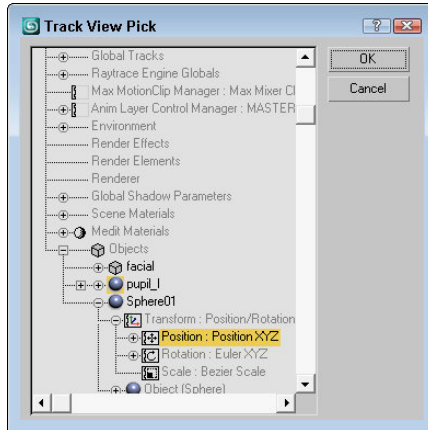 Track View Pick
OK
Cancel
Global Tracks
Raytrace Engine Globals
Max MotionClip Manager : Max Mixer Cl
Anim Layer Control Manager : MASTER
Environment
Render Effects
Render Elements
Renderer
Global Shadow Parameters
Scene Materials
Medit Materials
Objects
facial
pupil_l
Sphere01
Transform : Position/Rotation
Position : Position XYZ
Rotation : Euler XYZ
Scale : Bezier Scale
Object (Sphere)